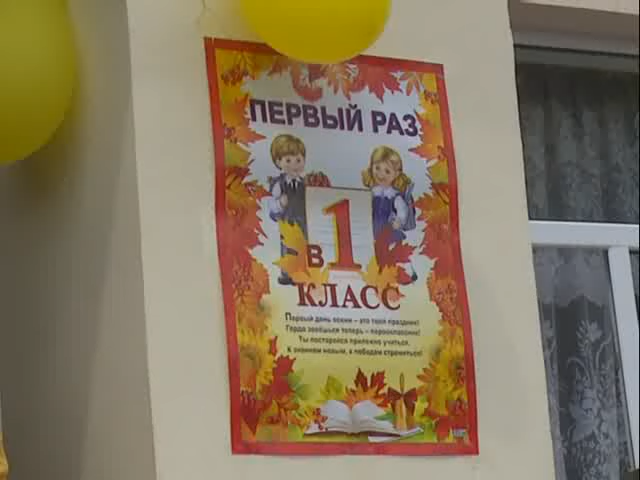 ПЕРВЫЙ РАЗ
В 1
КЛАСС
Первый день осени – это твой праздник!
Гордо зовёшься теперь – первоклассник!
Ты постарайся прилежно учиться,
К знаниям новым, к победам стремиться!